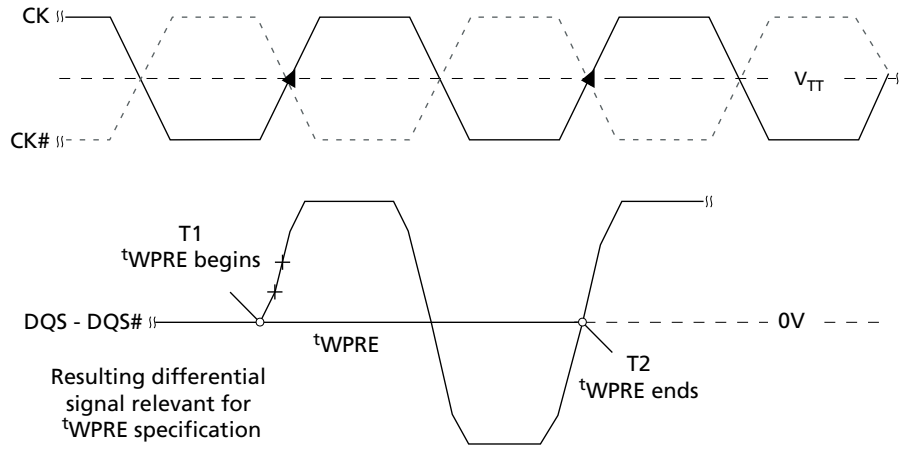 CK
V_TT
CK#
T1
tWPRE begins
DQS - DQS#
0V
tWPRE
T2
tWPRE ends
Resulting differential
signal relevant for
tWPRE specification